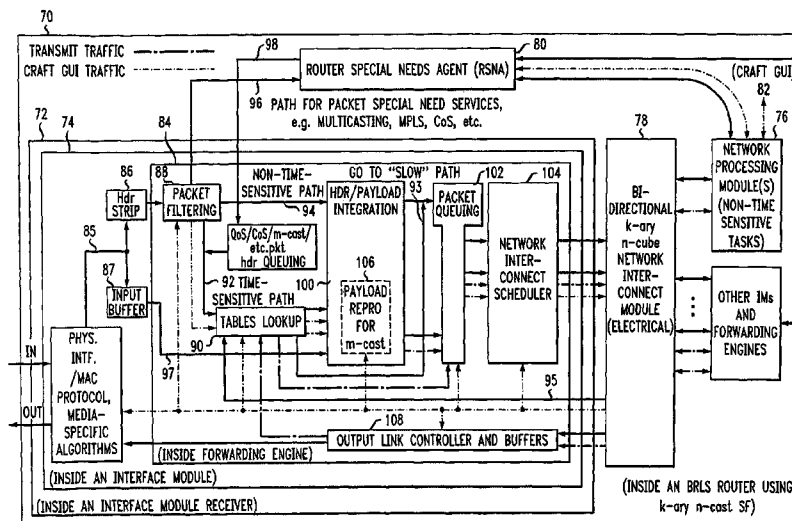 70
TRANSMIT TRAFFIC
CRAFT GUI TRAFFIC
98
80
ROUTER SPECIAL NEEDS AGENT (RSNA)
(CRAFT GUI)
82
96 PATH FOR PACKET SPECIAL NEED SERVICES,
e.g. MULTICASTING, MPLS, CoS, etc.
72
74
84
78
76
86
88
NON-TIME-
SENSITIVE PATH
GO TO "SLOW" PATH
93
102
104
Hdr
STRIP
PACKET
FILTERING
94
HDR/PAYLOAD
INTEGRATION
PACKET
QUEUING
NETWORK
INTER-
CONNECT
SCHEDULER
BI-
DIRECTIONAL
k-ary
n-cube
NETWORK
INTER-
CONNECT
MODULE
(ELECTRICAL)
NETWORK
PROCESSING
MODULE(S)
(NON-TIME
SENSITIVE
TASKS)
85
87
INPUT
BUFFER
QoS/CoS/m-cast/
etc.pkt
hdr QUEUING
92 TIME-
SENSITIVE PATH
100
106
PAYLOAD
REPRO
FOR
m-cast
TABLES LOOKUP
90
97
OTHER IMs
AND
FORWARDING
ENGINES
IN
OUT
PHYS.
INTF.
/MAC
PROTOCOL,
MEDIA-
SPECIFIC
ALGORITHMS
95
108
OUTPUT LINK CONTROLLER AND BUFFERS
(INSIDE FORWARDING ENGINE)
(INSIDE AN INTERFACE MODULE)
(INSIDE AN INTERFACE MODULE RECEIVER)
(INSIDE AN BRLS ROUTER USING
k-ary n-cast SF)